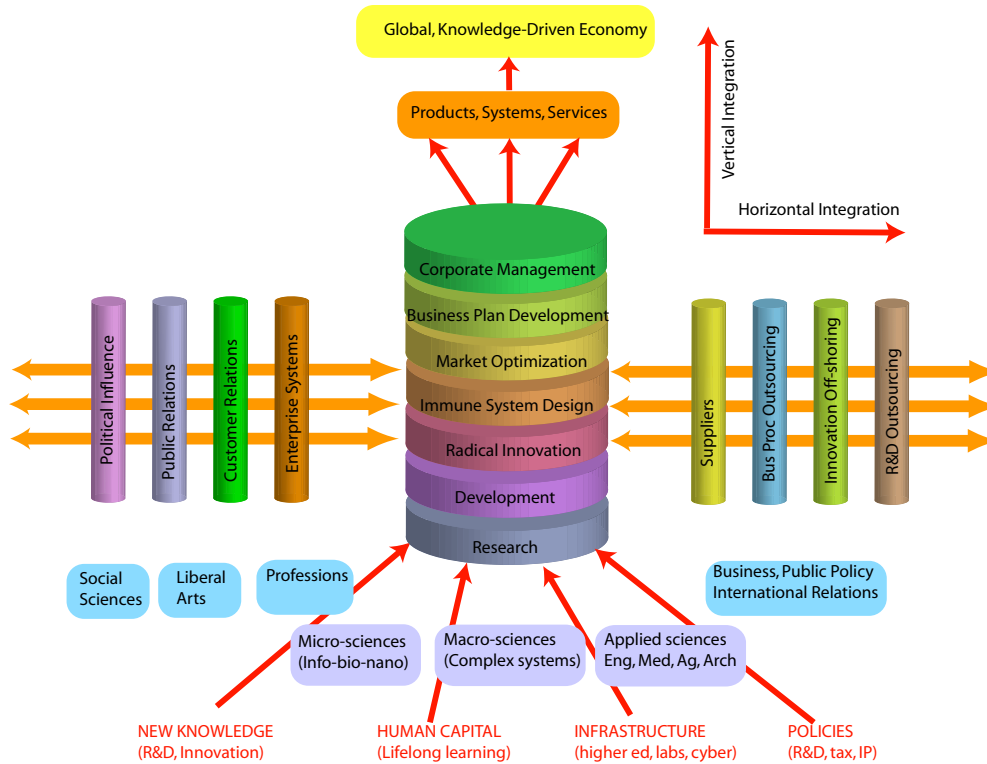 Global, Knowledge-Driven Economy
Products, Systems, Services
Vertical Integration
Horizontal Integration
Corporate Management
Business Plan Development
Market Optimization
Immune System Design
Radical Innovation
Development
Research
Political Influence
Public Relations
Customer Relations
Enterprise Systems
Suppliers
Bus Proc Outsourcing
Innovation Off-shoring
R&D Outsourcing
Social
Sciences
Liberal
Arts
Professions
Business, Public Policy
International Relations
Micro-sciences
(Info-bio-nano)
Macro-sciences
(Complex systems)
Applied sciences
Eng, Med, Ag, Arch
NEW KNOWLEDGE
(R&D, Innovation)
HUMAN CAPITAL
(Lifelong learning)
INFRASTRUCTURE
(higher ed, labs, cyber)
POLICIES
(R&D, tax, IP)